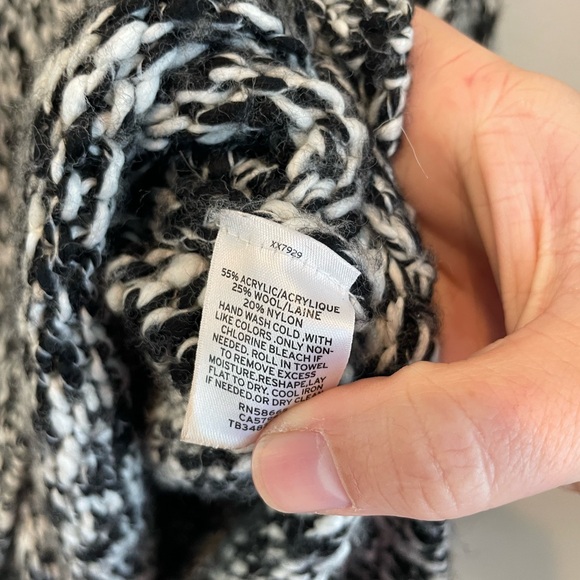 XX7929
55% ACRYLIC/ACRYLIQUE
25% WOOL/LAINE
20% NYLON
HAND WASH COLD ,WITH
LIKE COLORS .ONLY NON-
CHLORINE BLEACH IF
NEEDED. ROLL IN TOWEL
TO REMOVE EXCESS
MOISTURE.RESHAPE.LAY
FLAT TO DRY. COOL IRON
IF NEEDED.OR DRY CLEAN